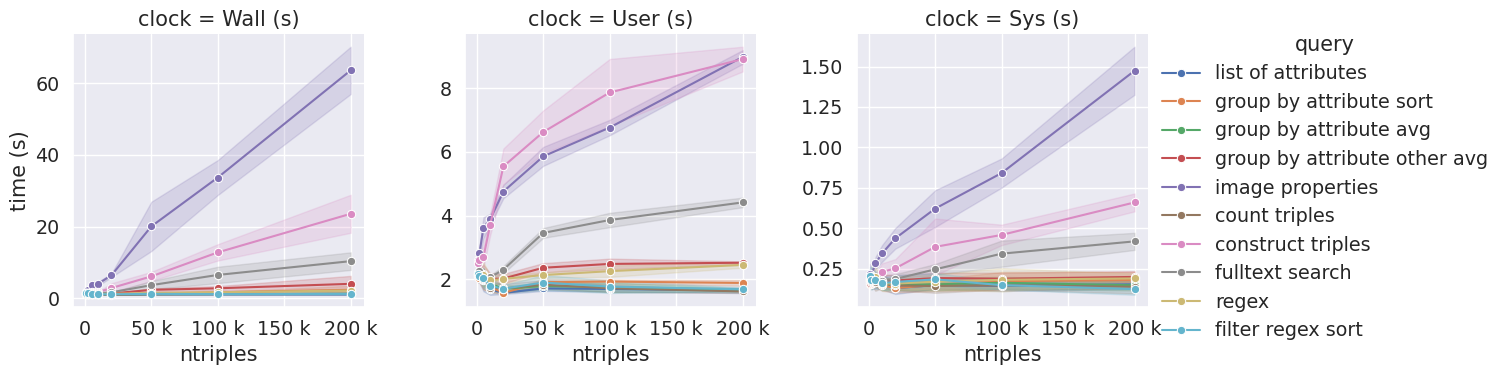 clock = Wall (s)
clock = User (s)
clock = Sys (s)
time (s)
60
40
20
0
0
50 k
100 k
200 k
ntriples
8
6
4
2
0
50 k
100 k
200 k
ntriples
1.50
1.25
1.00
0.75
0.50
0.25
0
50 k
100 k
200 k
ntriples
query
list of attributes
group by attribute sort
group by attribute avg
group by attribute other avg
image properties
count triples
construct triples
fulltext search
regex
filter regex sort